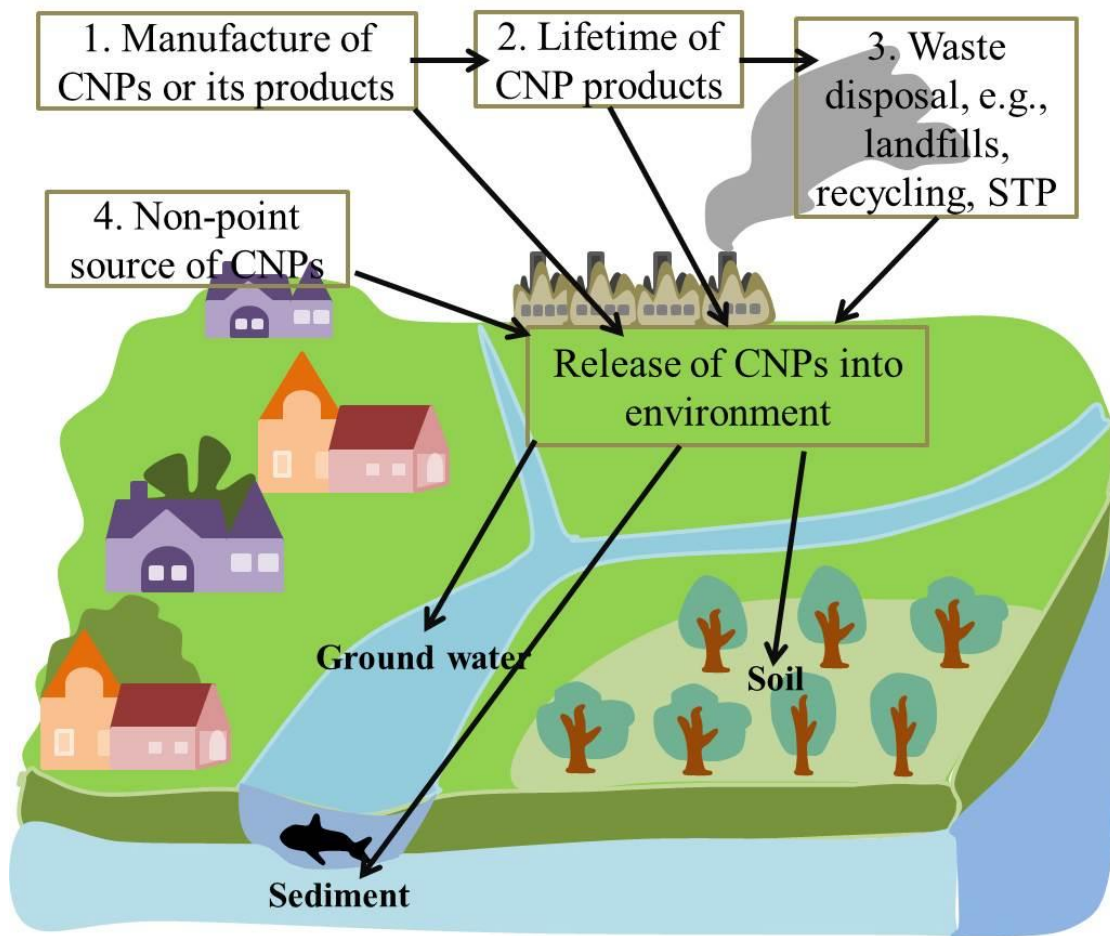 1. Manufacture of
CNPs or its products
2. Lifetime of
CNP products
3. Waste
disposal, e.g.,
landfills,
recycling, STP
4. Non-point
source of CNPs
Release of CNPs into
environment
Ground water
Soil
Sediment